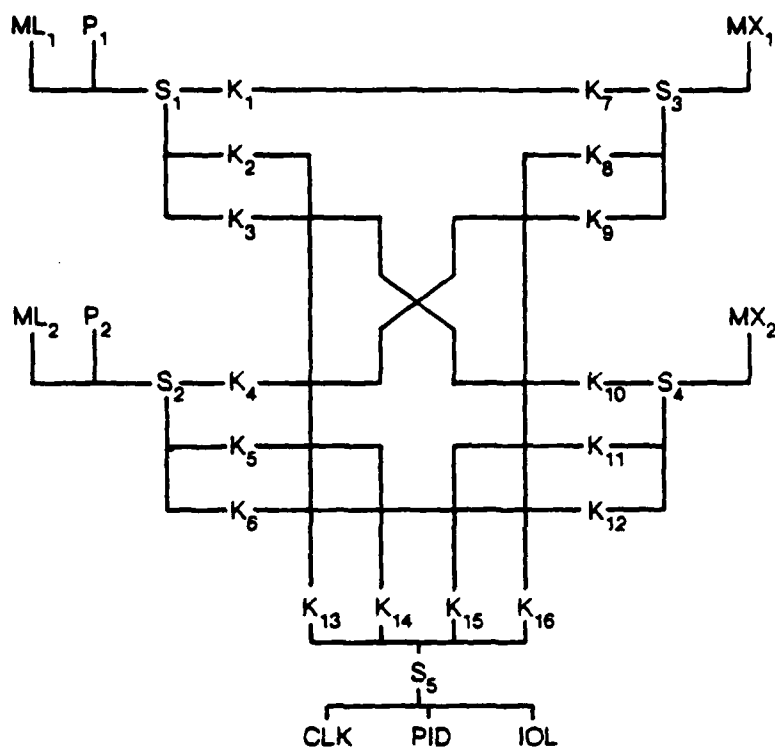 ML₁ P₁ MX₁
S₁ K₁ K₇ S₃
K₂ K₈
K₃ K₉
ML₂ P₂ MX₂
S₂ K₄ K₁₀ S₄
K₅ K₁₁
K₆ K₁₂
K₁₃ K₁₄ K₁₅ K₁₆
S₅
CLK PID IOL